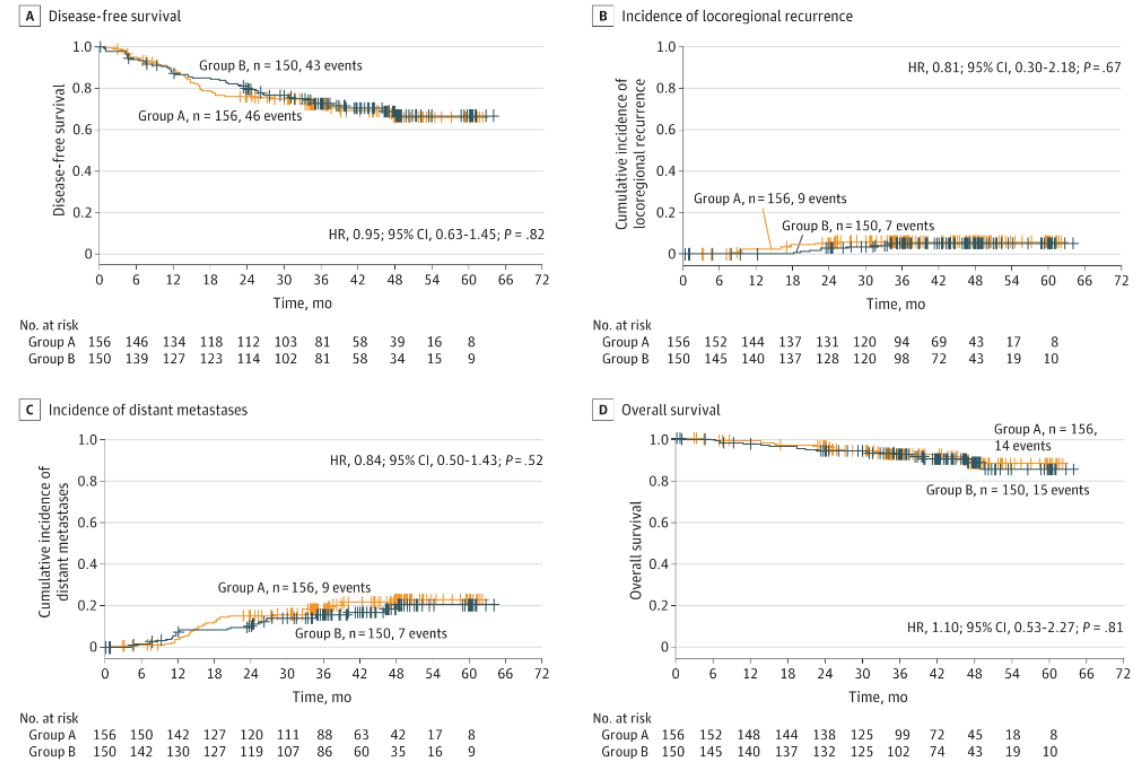 A Disease-free survival
1.0
0.8
0.6
0.4
0.2
0
Disease-free survival
Group B, n = 150, 43 events
Group A, n = 156, 46 events
HR, 0.95; 95% CI, 0.63-1.45; P = .82
0 6 12 18 24 30 36 42 48 54 60 66 72
Time, mo
No. at risk
Group A 156 146 134 118 112 103 81 58 39 16 8
Group B 150 139 127 123 114 102 81 58 34 15 9
B Incidence of locoregional recurrence
1.0
0.8
0.6
0.4
0.2
0
Cumulative incidence of
locoregional recurrence
HR, 0.81; 95% CI, 0.30-2.18; P = .67
Group A, n = 156, 9 events
Group B, n = 150, 7 events
0 6 12 18 24 30 36 42 48 54 60 66 72
Time, mo
No. at risk
Group A 156 152 144 137 131 120 94 69 43 17 8
Group B 150 145 140 137 128 120 98 72 43 19 10
C Incidence of distant metastases
1.0
0.8
0.6
0.4
0.2
0
Cumulative incidence of
distant metastases
HR, 0.84; 95% CI, 0.50-1.43; P = .52
Group A, n = 156, 9 events
Group B, n = 150, 7 events
0 6 12 18 24 30 36 42 48 54 60 66 72
Time, mo
No. at risk
Group A 156 150 142 127 120 111 88 63 42 17 8
Group B 150 142 130 127 119 107 86 60 35 16 9
D Overall survival
1.0
0.8
0.6
0.4
0.2
0
Overall survival
Group A, n = 156,
14 events
Group B, n = 150, 15 events
HR, 1.10; 95% CI, 0.53-2.27; P = .81
0 6 12 18 24 30 36 42 48 54 60 66 72
Time, mo
No. at risk
Group A 156 152 148 144 138 125 99 72 45 18 8
Group B 150 145 140 137 132 125 102 74 43 19 10